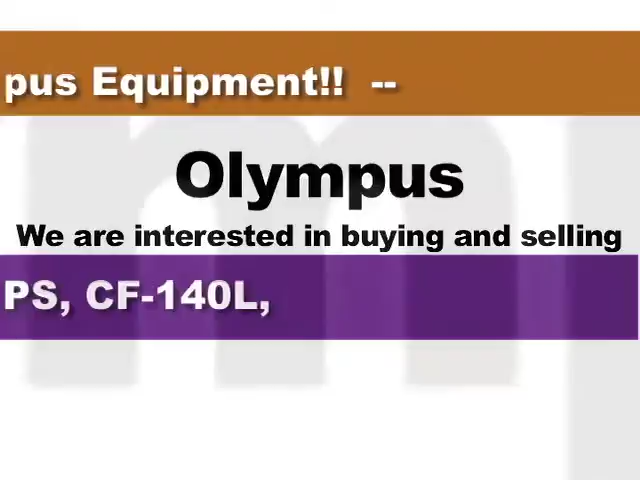 pus Equipment!! --
Olympus
We are interested in buying and selling
PS, CF-140L,